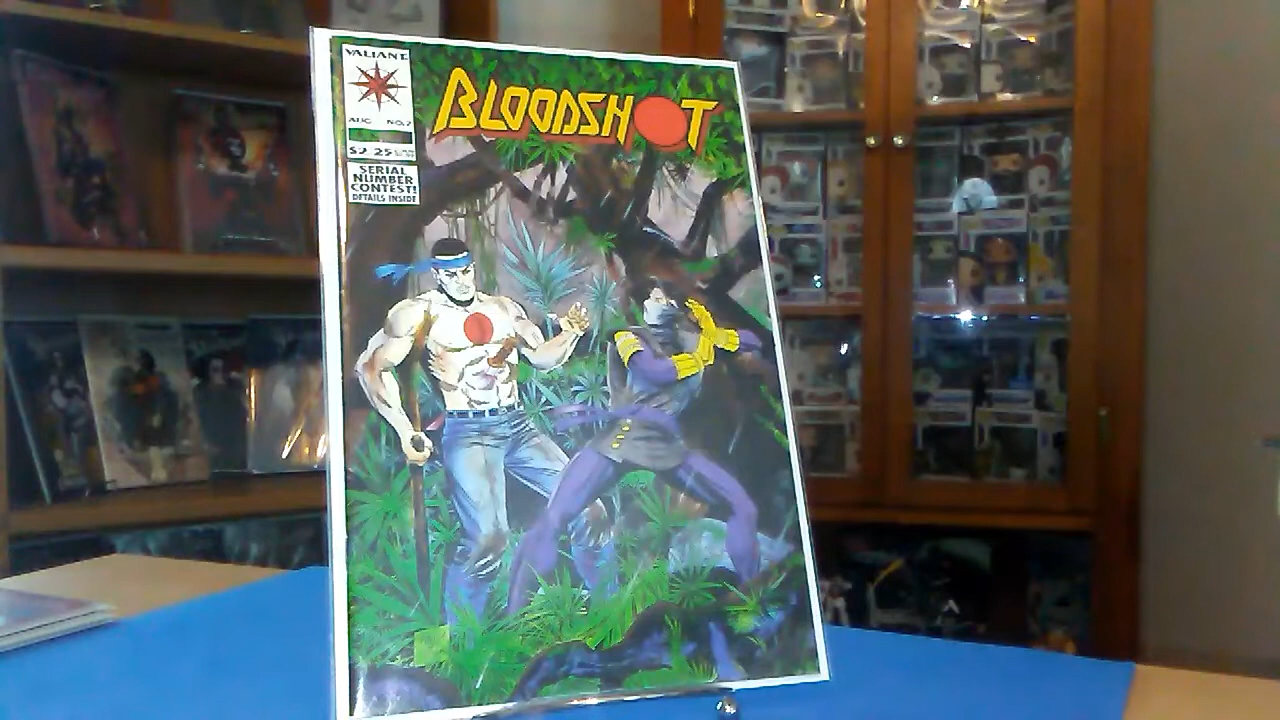 VALIANT
AUG NO.7
$2.25
SERIAL
NUMBER
CONTEST!
DETAILS INSIDE
BLOODSHOT